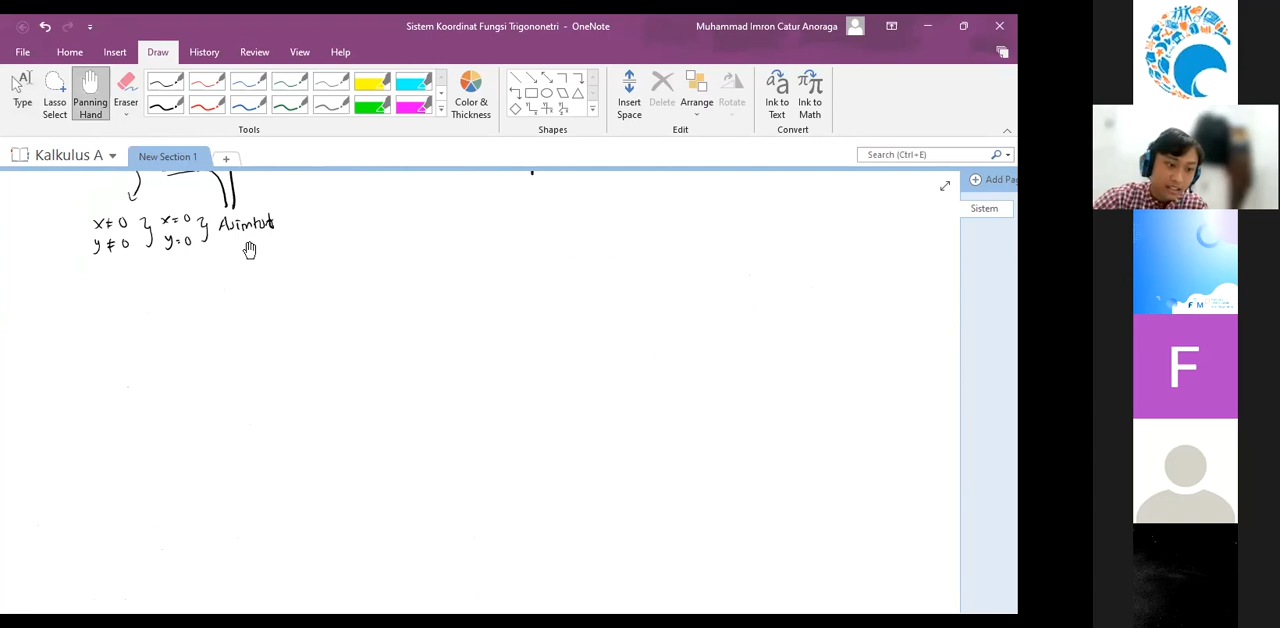 Sistem Koordinat Fungsi Trigononetri - OneNote
Muhammad Imron Catur Anoraga
File Home Insert Draw History Review View Help
Type
Lasso Select
Panning Hand
Eraser
Color & Thickness
Insert Space
Delete
Arrange
Rotate
Ink to Text
Ink to Math
Tools
Shapes
Edit
Convert
Kalkulus A
New Section 1
+
Search (Ctrl+E)
Add Pag
Sistem
x≠0 } x=0 } Asimtot
y≠0 y=0
F M
F